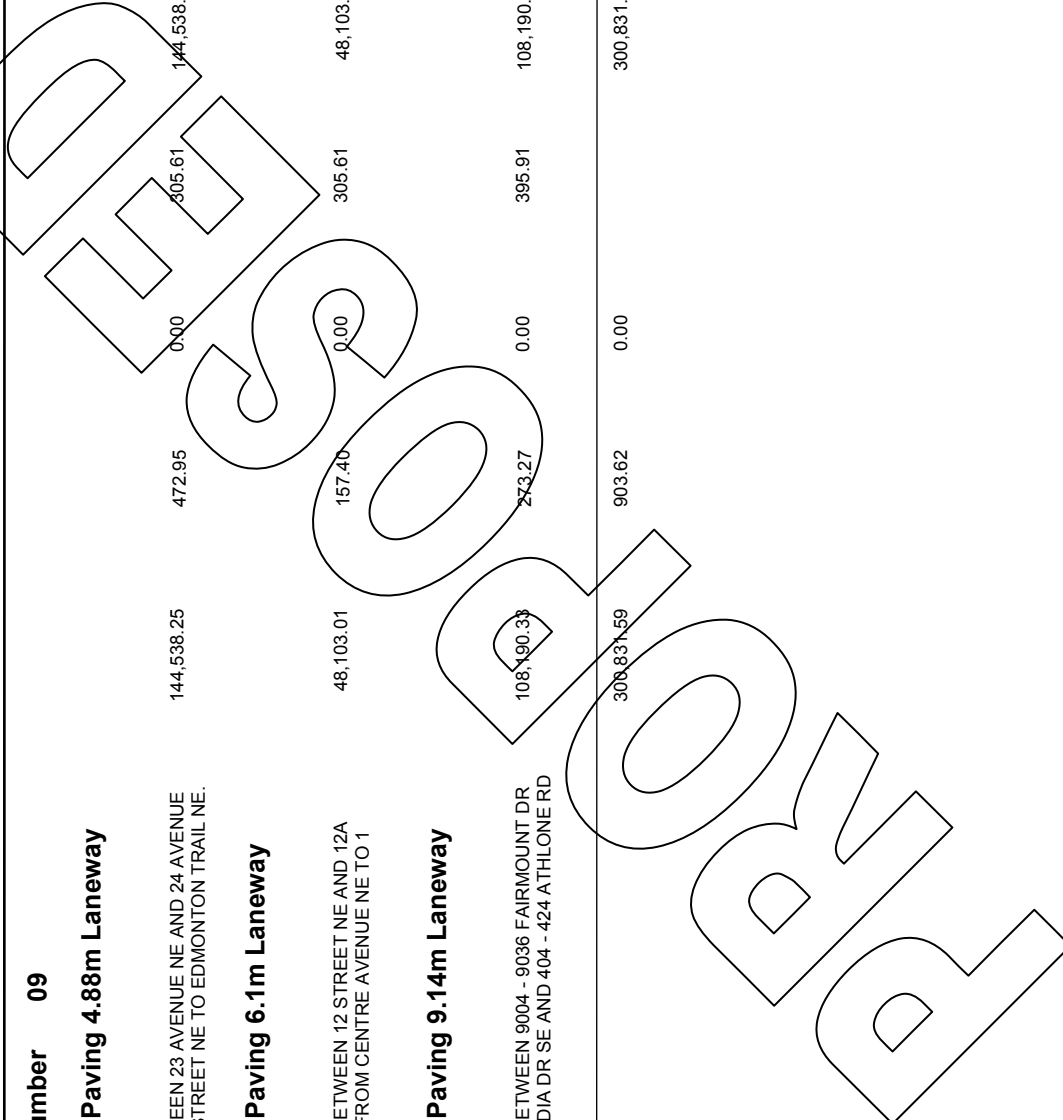 umber 09
Paving 4.88m Laneway
EEN 23 AVENUE NE AND 24 AVENUE 144,538.25 472.95 0.00 305.61 144,538.
STREET NE TO EDMONTON TRAIL NE.
Paving 6.1m Laneway
ETWEEN 12 STREET NE AND 12A 48,103.01 157.40 0.00 305.61 48,103.
FROM CENTRE AVENUE NE TO 1
Paving 9.14m Laneway
ETWEEN 9004 - 9036 FAIRMOUNT DR 108,190.33 273.27 0.00 395.91 108,190.
DIA DR SE AND 404 - 424 ATHLONE RD
300,831.59 903.62 0.00 300,831.
PROPOSED